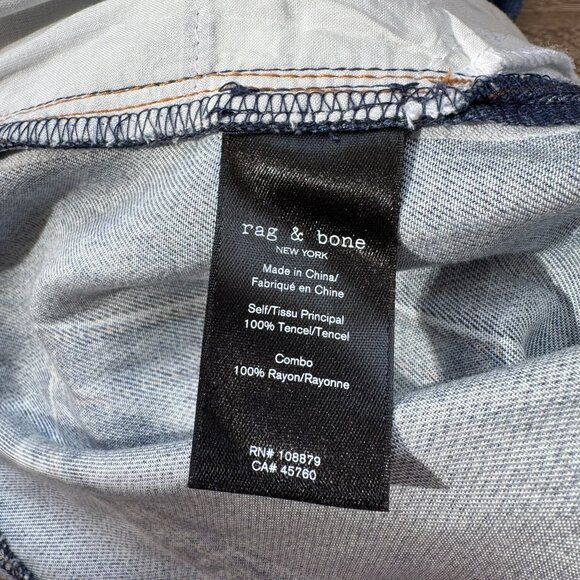 rag & bone
NEW YORK
Made in China/
Fabriqué en Chine
Self/Tissu Principal
100% Tencel/Tencel
Combo
100% Rayon/Rayonne
RN# 108879
CA# 45760